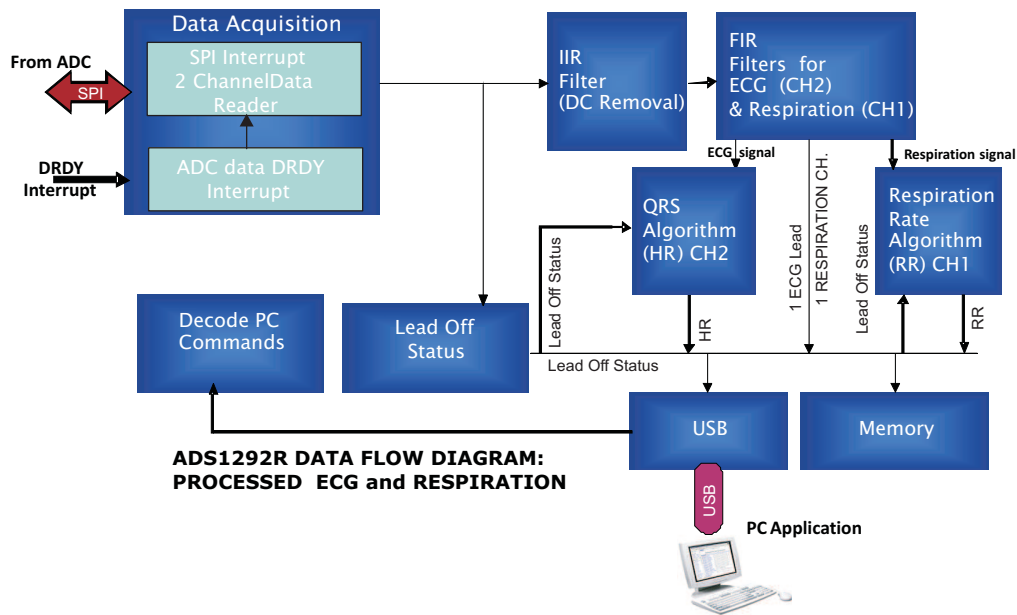 Data Acquisition
From ADC
SPI
SPI Interrupt
2 ChannelData
Reader
DRDY
Interrupt
ADC data DRDY
Interrupt
IIR
Filter
(DC Removal)
FIR
Filters for
ECG (CH2)
& Respiration (CH1)
ECG signal
Respiration signal
QRS
Algorithm
(HR) CH2
1 ECG Lead
1 RESPIRATION CH.
Lead Off Status
Respiration
Rate
Algorithm
(RR) CH1
Lead Off Status
HR
RR
Decode PC
Commands
Lead Off
Status
Lead Off Status
USB
Memory
ADS1292R DATA FLOW DIAGRAM:
PROCESSED ECG and RESPIRATION
USB
PC Application